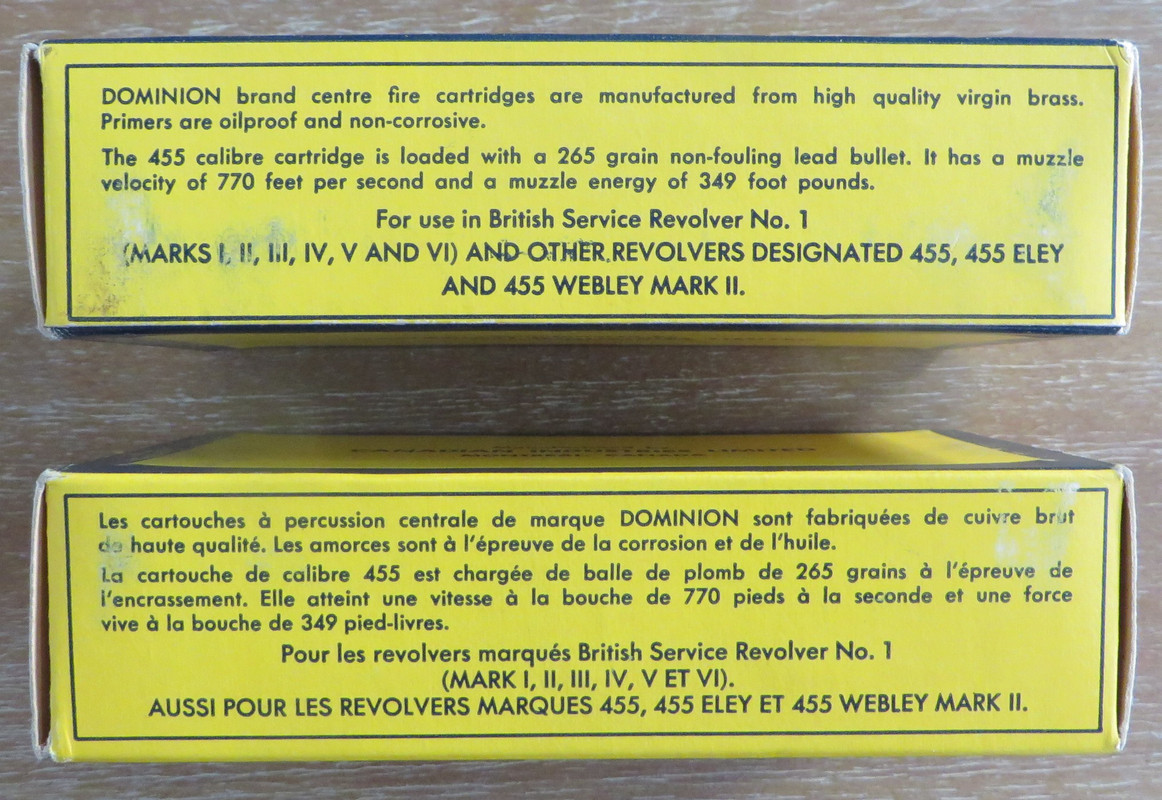 DOMINION brand centre fire cartridges are manufactured from high quality virgin brass.
Primers are oilproof and non-corrosive.
The 455 calibre cartridge is loaded with a 265 grain non-fouling lead bullet. It has a muzzle
velocity of 770 feet per second and a muzzle energy of 349 foot pounds.
For use in British Service Revolver No. 1
(MARKS I, II, III, IV, V AND VI) AND OTHER REVOLVERS DESIGNATED 455, 455 ELEY
AND 455 WEBLEY MARK II.
CANADIAN INDUSTRIES LIMITED
Les cartouches à percussion centrale de marque DOMINION sont fabriquées de cuivre brut
de haute qualité. Les amorces sont à l'épreuve de la corrosion et de l'huile.
La cartouche de calibre 455 est chargée de balle de plomb de 265 grains à l'épreuve de
l'encrassement. Elle atteint une vitesse à la bouche de 770 pieds à la seconde et une force
vive à la bouche de 349 pied-livres.
Pour les revolvers marqués British Service Revolver No. 1
(MARK I, II, III, IV, V ET VI).
AUSSI POUR LES REVOLVERS MARQUES 455, 455 ELEY ET 455 WEBLEY MARK II.